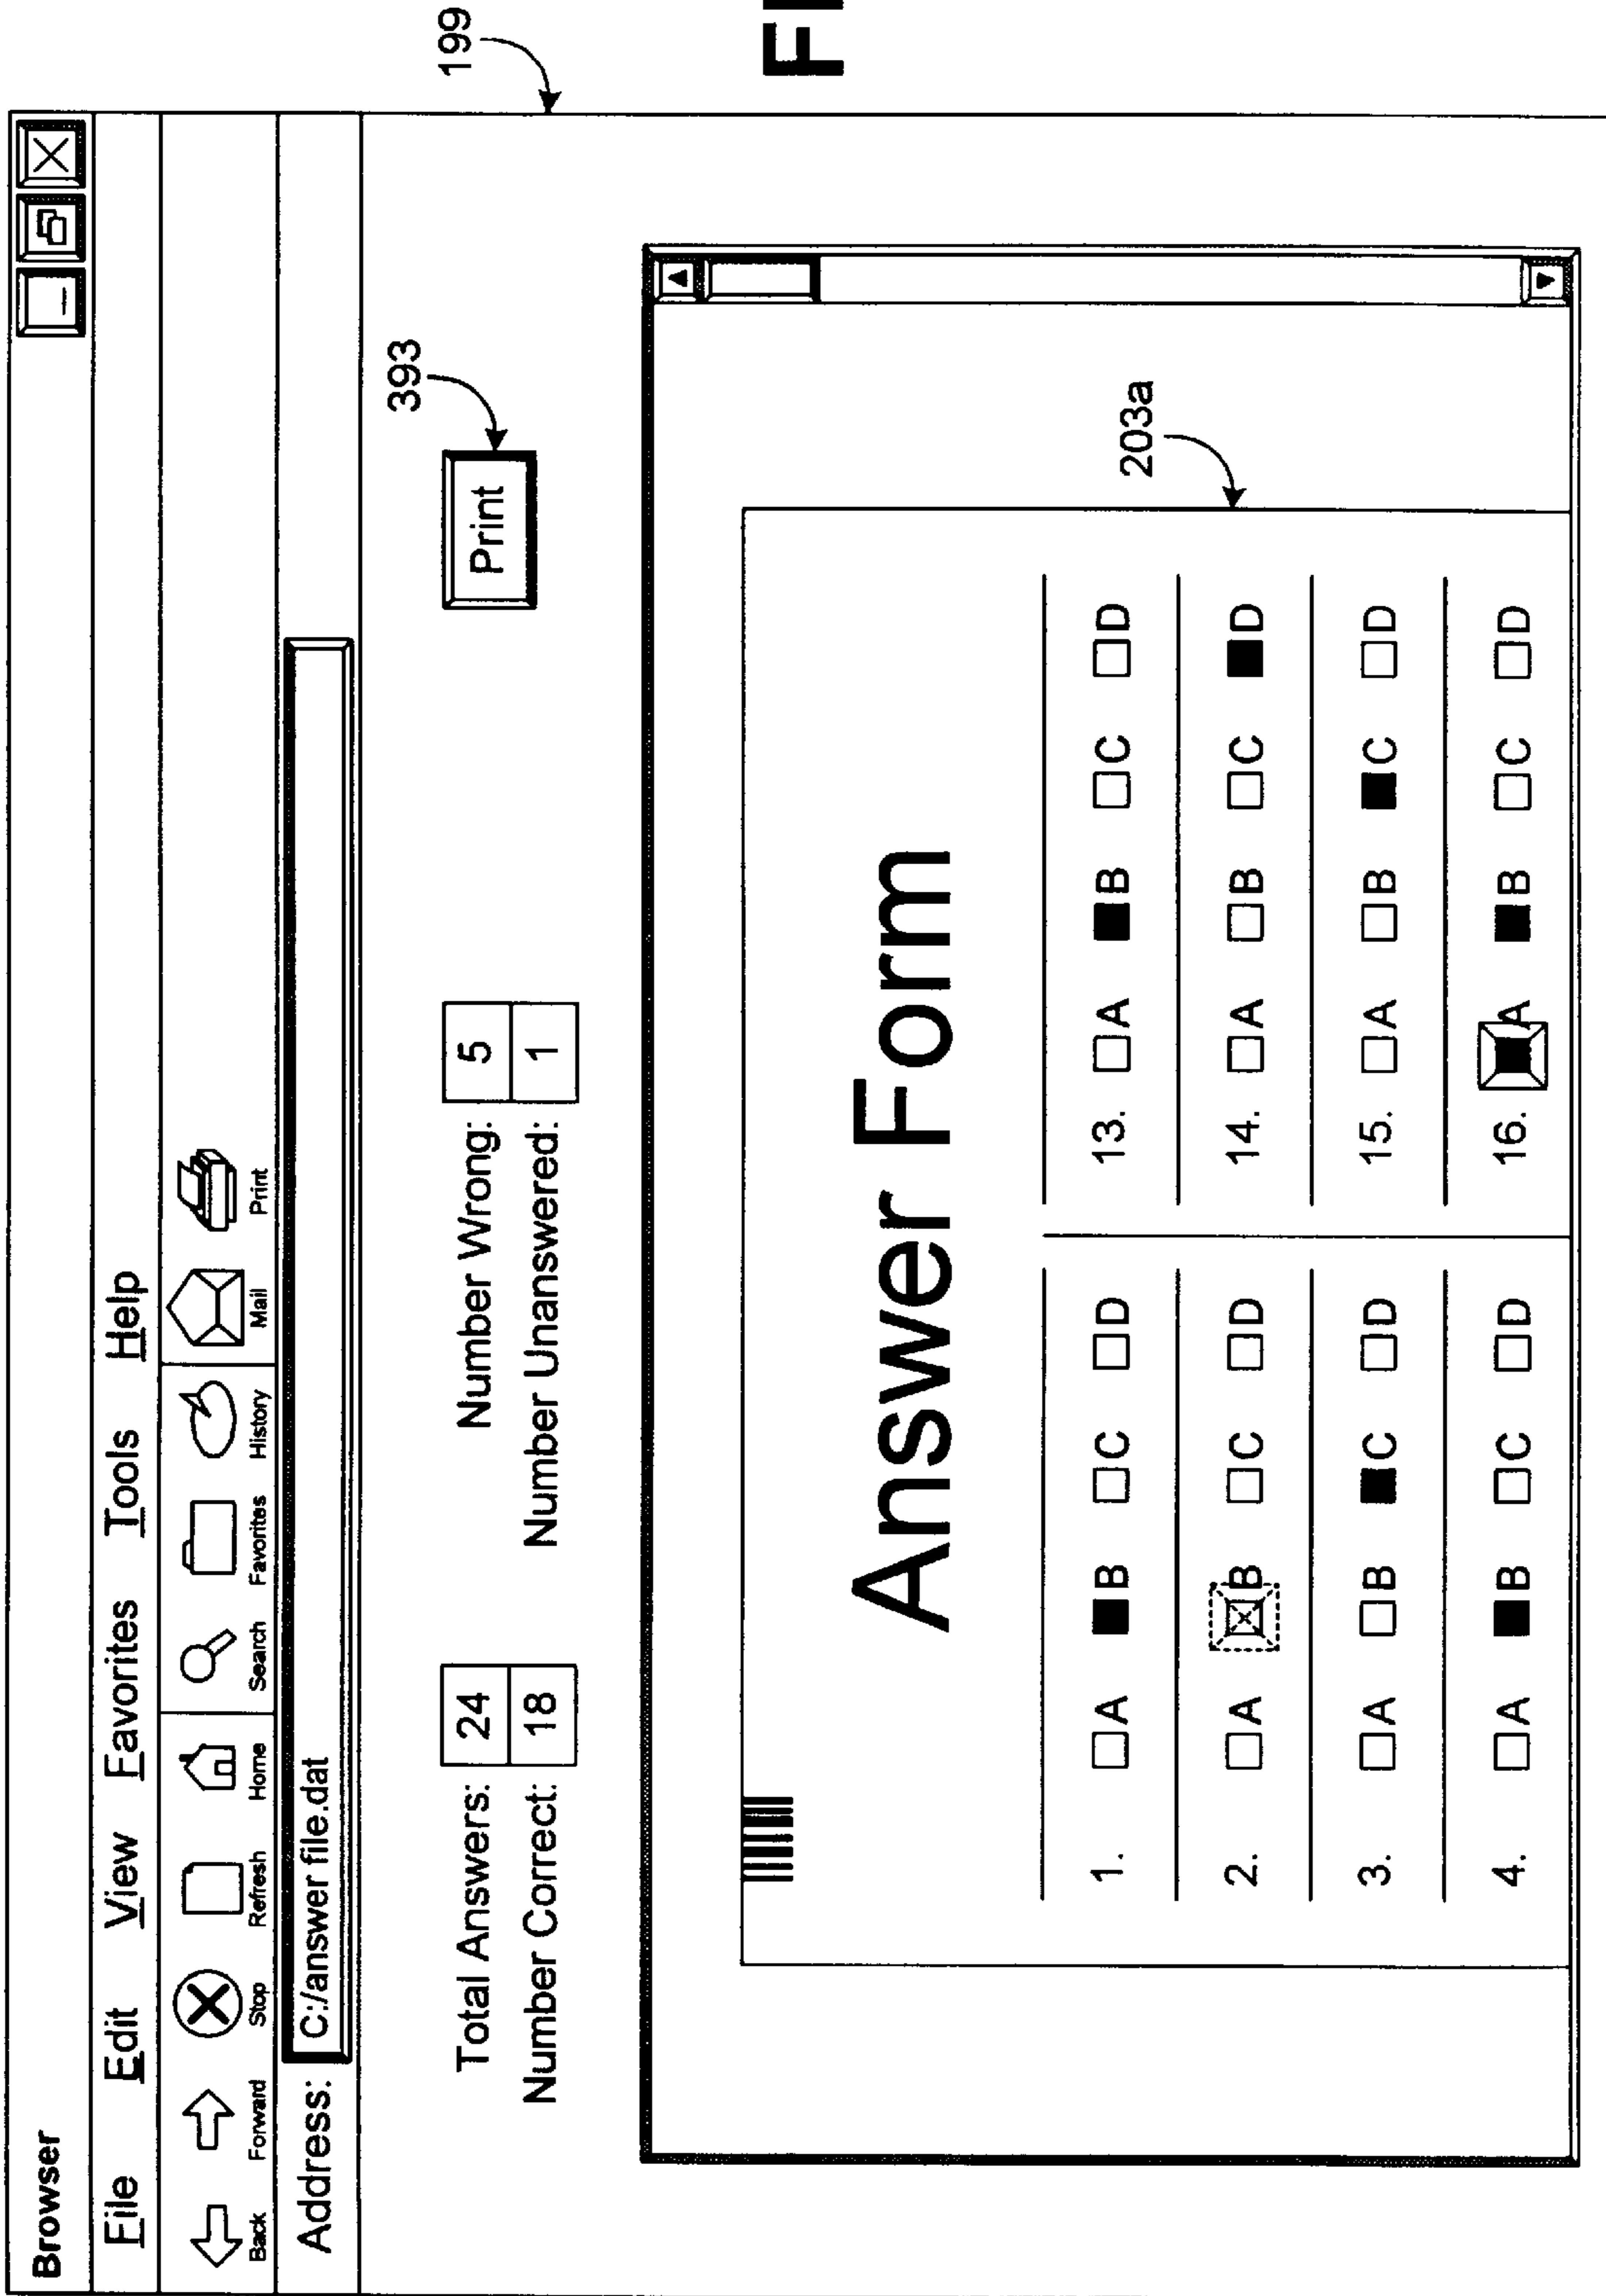 Browser
File Edit View Favorites Tools Help
Back Forward Stop Refresh Home Search Favorites History Mail Print
Address: C:/answer file.dat
199
393
Total Answers: 24 Number Wrong: 5 Print
Number Correct: 18 Number Unanswered: 1
Answer Form
203a
1. A B C D 13. A B C D
2. A B C D 14. A B C D
3. A B C D 15. A B C D
4. A B C D 16. A B C D